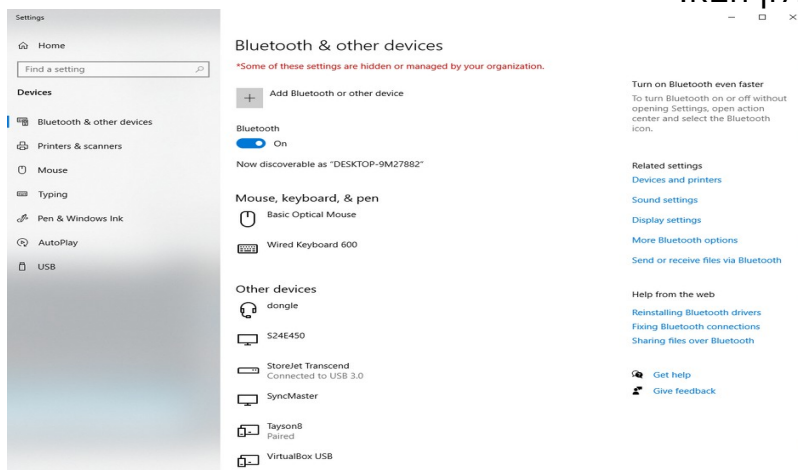 Settings
Home
Find a setting
Devices
Bluetooth & other devices
Printers & scanners
Mouse
Typing
Pen & Windows Ink
AutoPlay
USB
Bluetooth & other devices
*Some of these settings are hidden or managed by your organization.
Add Bluetooth or other device
Bluetooth
On
Now discoverable as “DESKTOP-9M27882”
Mouse, keyboard, & pen
Basic Optical Mouse
Wired Keyboard 600
Other devices
dongle
S24E450
StoreJet Transcend
Connected to USB 3.0
SyncMaster
Tayson8
Paired
VirtualBox USB
Turn on Bluetooth even faster
To turn Bluetooth on or off without
opening Settings, open action
center and select the Bluetooth
icon.
Related settings
Devices and printers
Sound settings
Display settings
More Bluetooth options
Send or receive files via Bluetooth
Help from the web
Reinstalling Bluetooth drivers
Fixing Bluetooth connections
Sharing files over Bluetooth
Get help
Give feedback